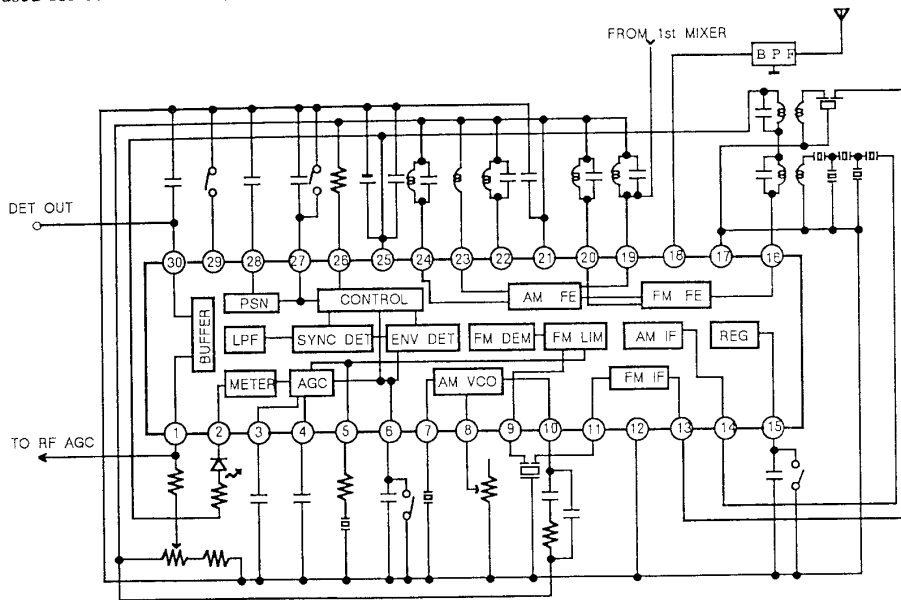 FROM 1st MIXER
B P F
DET OUT
30 29 28 27 26 25 24 23 22 21 20 19 18 17 16
PSN CONTROL AM FE FM FE
BUFFER
LPF SYNC DET ENV DET FM DEM FM LIM AM IF REG
METER AGC AM VCO FM IF
1 2 3 4 5 6 7 8 9 10 11 12 13 14 15
TO RF AGC